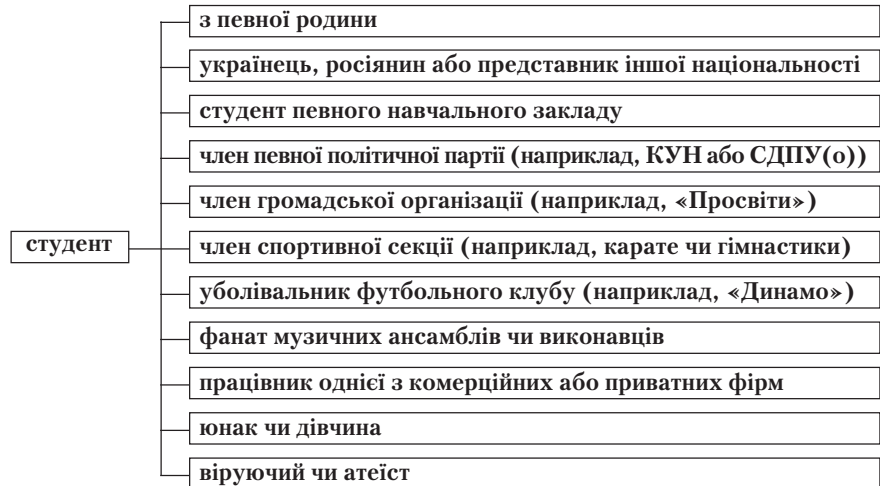 з певної родини
українець, росіянин або представник іншої національності
студент певного навчального закладу
член певної політичної партії (наприклад, КУН або СДПУ(о))
член громадської організації (наприклад, «Просвіти»)
студент
член спортивної секції (наприклад, карате чи гімнастики)
уболівальник футбольного клубу (наприклад, «Динамо»)
фанат музичних ансамблів чи виконавців
працівник однієї з комерційних або приватних фірм
юнак чи дівчина
віруючий чи атеїст